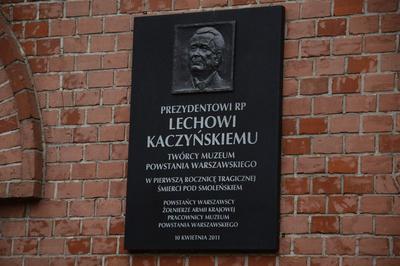 PREZYDENTOWI RP
LECHOWI
KACZYŃSKIEMU
TWÓRCY MUZEUM
POWSTANIA WARSZAWSKIEGO
W PIERWSZĄ ROCZNICĘ TRAGICZNEJ
ŚMIERCI POD SMOLEŃSKIEM
POWSTAŃCY WARSZAWSCY
ŻOŁNIERZE ARMII KRAJOWEJ
PRACOWNICY MUZEUM
POWSTANIA WARSZAWSKIEGO
10 KWIETNIA 2011